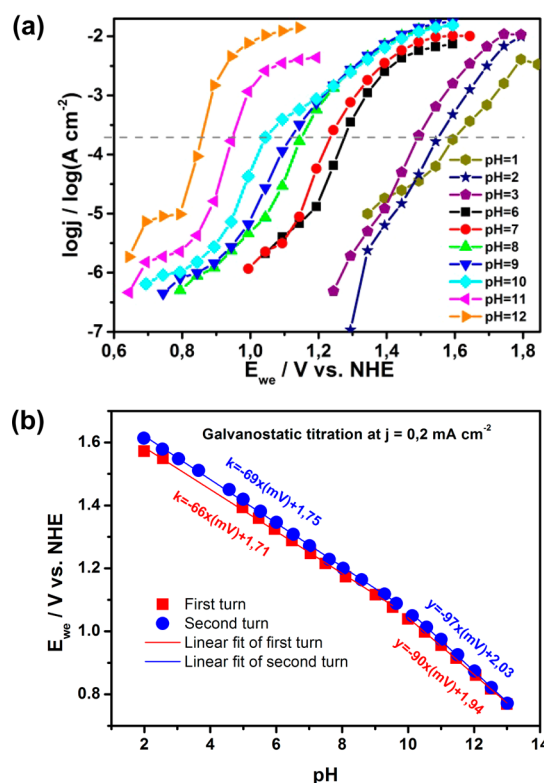 (a)
-2
-3
-4
-5
-6
-7
logj / log(A cm⁻²)
pH=1
pH=2
pH=3
pH=6
pH=7
pH=8
pH=9
pH=10
pH=11
pH=12
0,6 0,8 1,0 1,2 1,4 1,6 1,8
E_we / V vs. NHE
(b)
Galvanostatic titration at j = 0,2 mA cm⁻²
1.6
1.4
1.2
1.0
0.8
E_we / V vs. NHE
k=-69x(mV)+1,75
k=-66x(mV)+1,71
y=-97x(mV)+2,03
y=-90x(mV)+1,94
First turn
Second turn
Linear fit of first turn
Linear fit of second turn
0 2 4 6 8 10 12 14
pH